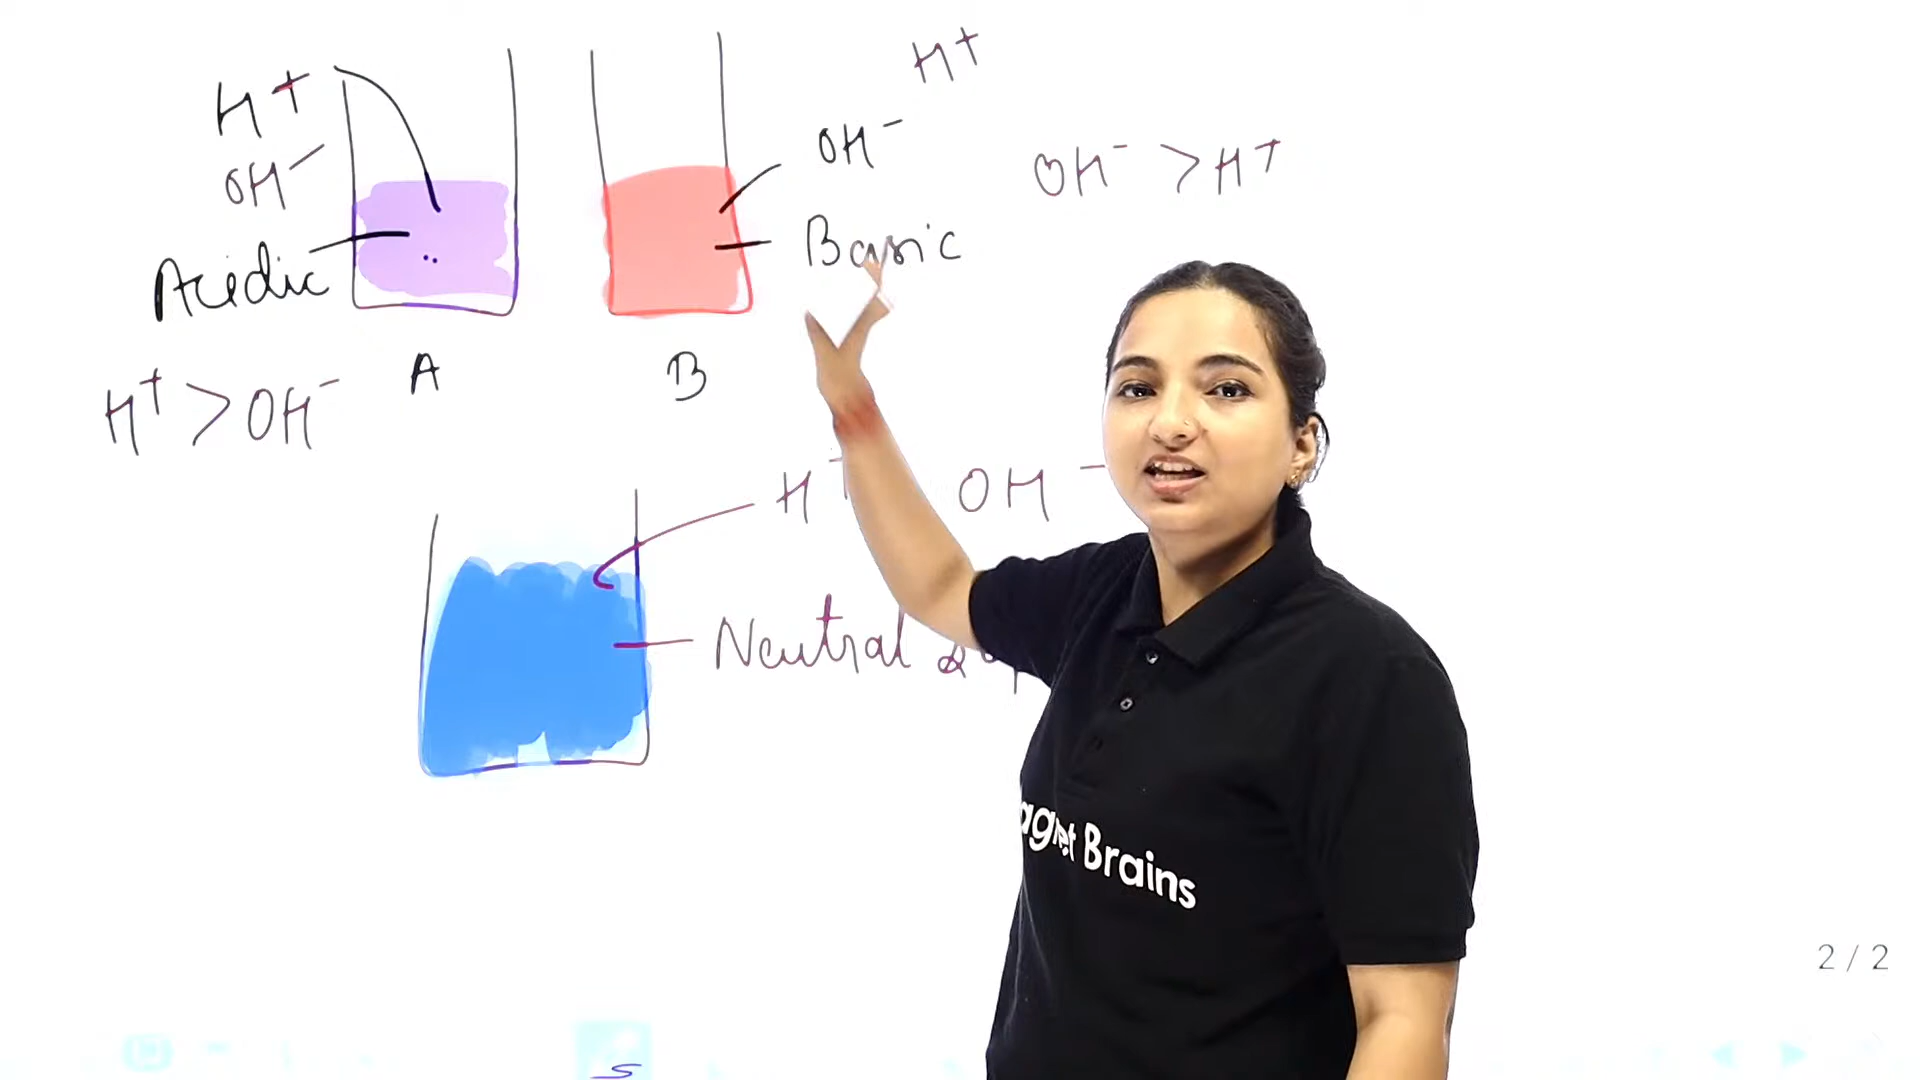 H+
H+
OH-
OH-
OH- > H+
Acidic
Basic
A
B
H+ > OH-
H+ OH-
Neutral
Brains
2/2